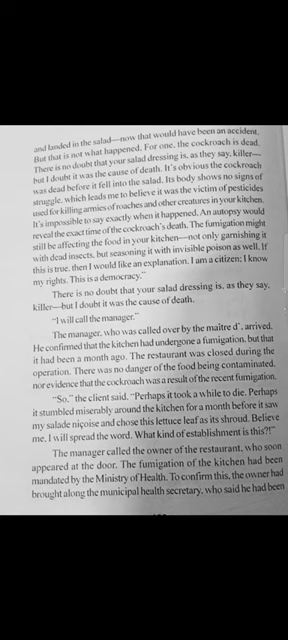 and landed in the salad—now that would have been an accident.
But that is not what happened. For one, the cockroach is dead.
There is no doubt that your salad dressing is, as they say, killer—
but I doubt it was the cause of death. It's obvious the cockroach
was dead before it fell into the salad. Its body shows no signs of
struggle, which leads me to believe it was the victim of pesticides
used for killing armies of roaches and other creatures in your kitchen.
It's impossible to say exactly when it happened. An autopsy would
reveal the exact time of the cockroach's death. The fumigation might
still be affecting the food in your kitchen—not only garnishing it
with dead insects, but seasoning it with invisible poison as well. If
this is true, then I would like an explanation. I am a citizen; I know
my rights. This is a democracy."
There is no doubt that your salad dressing is, as they say,
killer—but I doubt it was the cause of death.
"I will call the manager."
The manager, who was called over by the maître d', arrived.
He confirmed that the kitchen had undergone a fumigation, but that
it had been a month ago. The restaurant was closed during the
operation. There was no danger of the food being contaminated,
nor evidence that the cockroach was a result of the recent fumigation.
"So," the client said. "Perhaps it took a while to die. Perhaps
it stumbled miserably around the kitchen for a month before it saw
my salade niçoise and chose this lettuce leaf as its shroud. Believe
me, I will spread the word. What kind of establishment is this?!"
The manager called the owner of the restaurant, who soon
appeared at the door. The fumigation of the kitchen had been
mandated by the Ministry of Health. To confirm this, the owner had
brought along the municipal health secretary, who said he had been